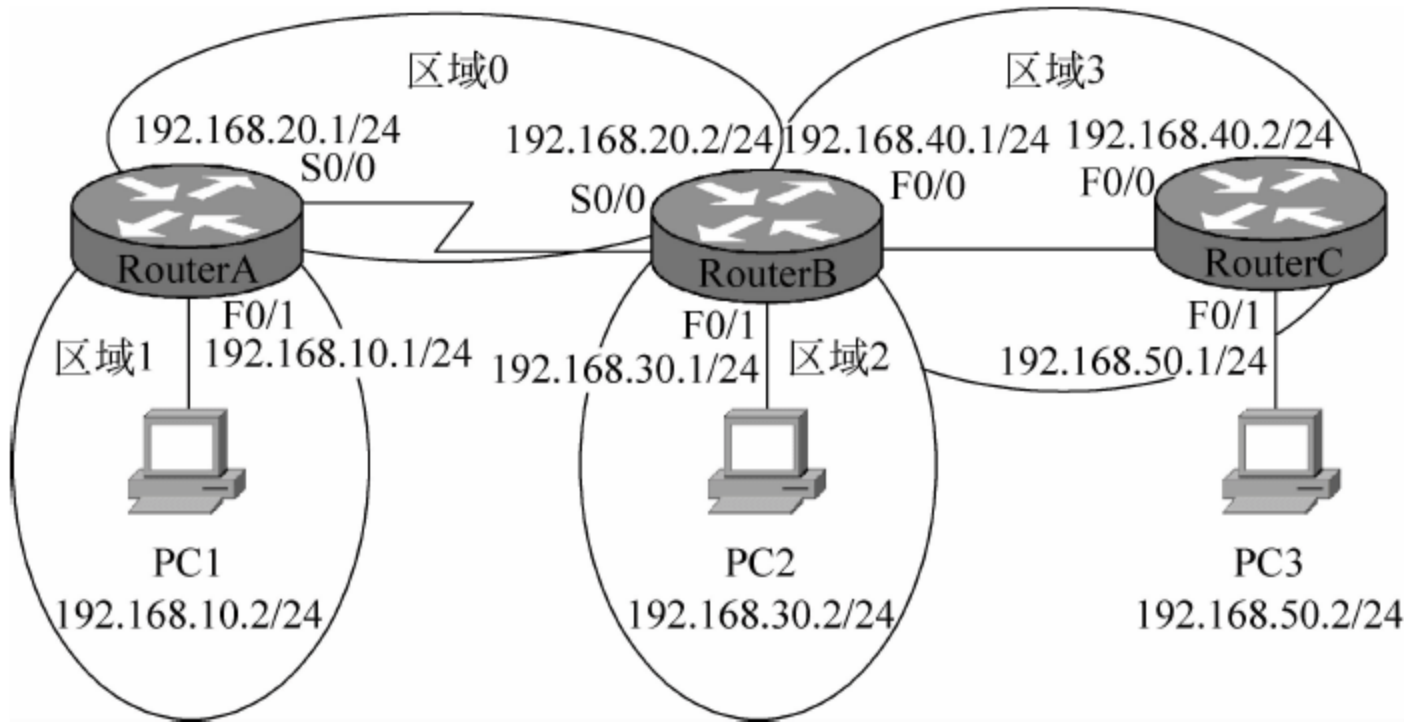 区域0
区域3
192.168.20.1/24
192.168.20.2/24
192.168.40.1/24
192.168.40.2/24
S0/0
S0/0
F0/0
F0/0
RouterA
RouterB
RouterC
F0/1
F0/1
F0/1
区域1
192.168.10.1/24
192.168.30.1/24
区域2
192.168.50.1/24
PC1
PC2
PC3
192.168.10.2/24
192.168.30.2/24
192.168.50.2/24